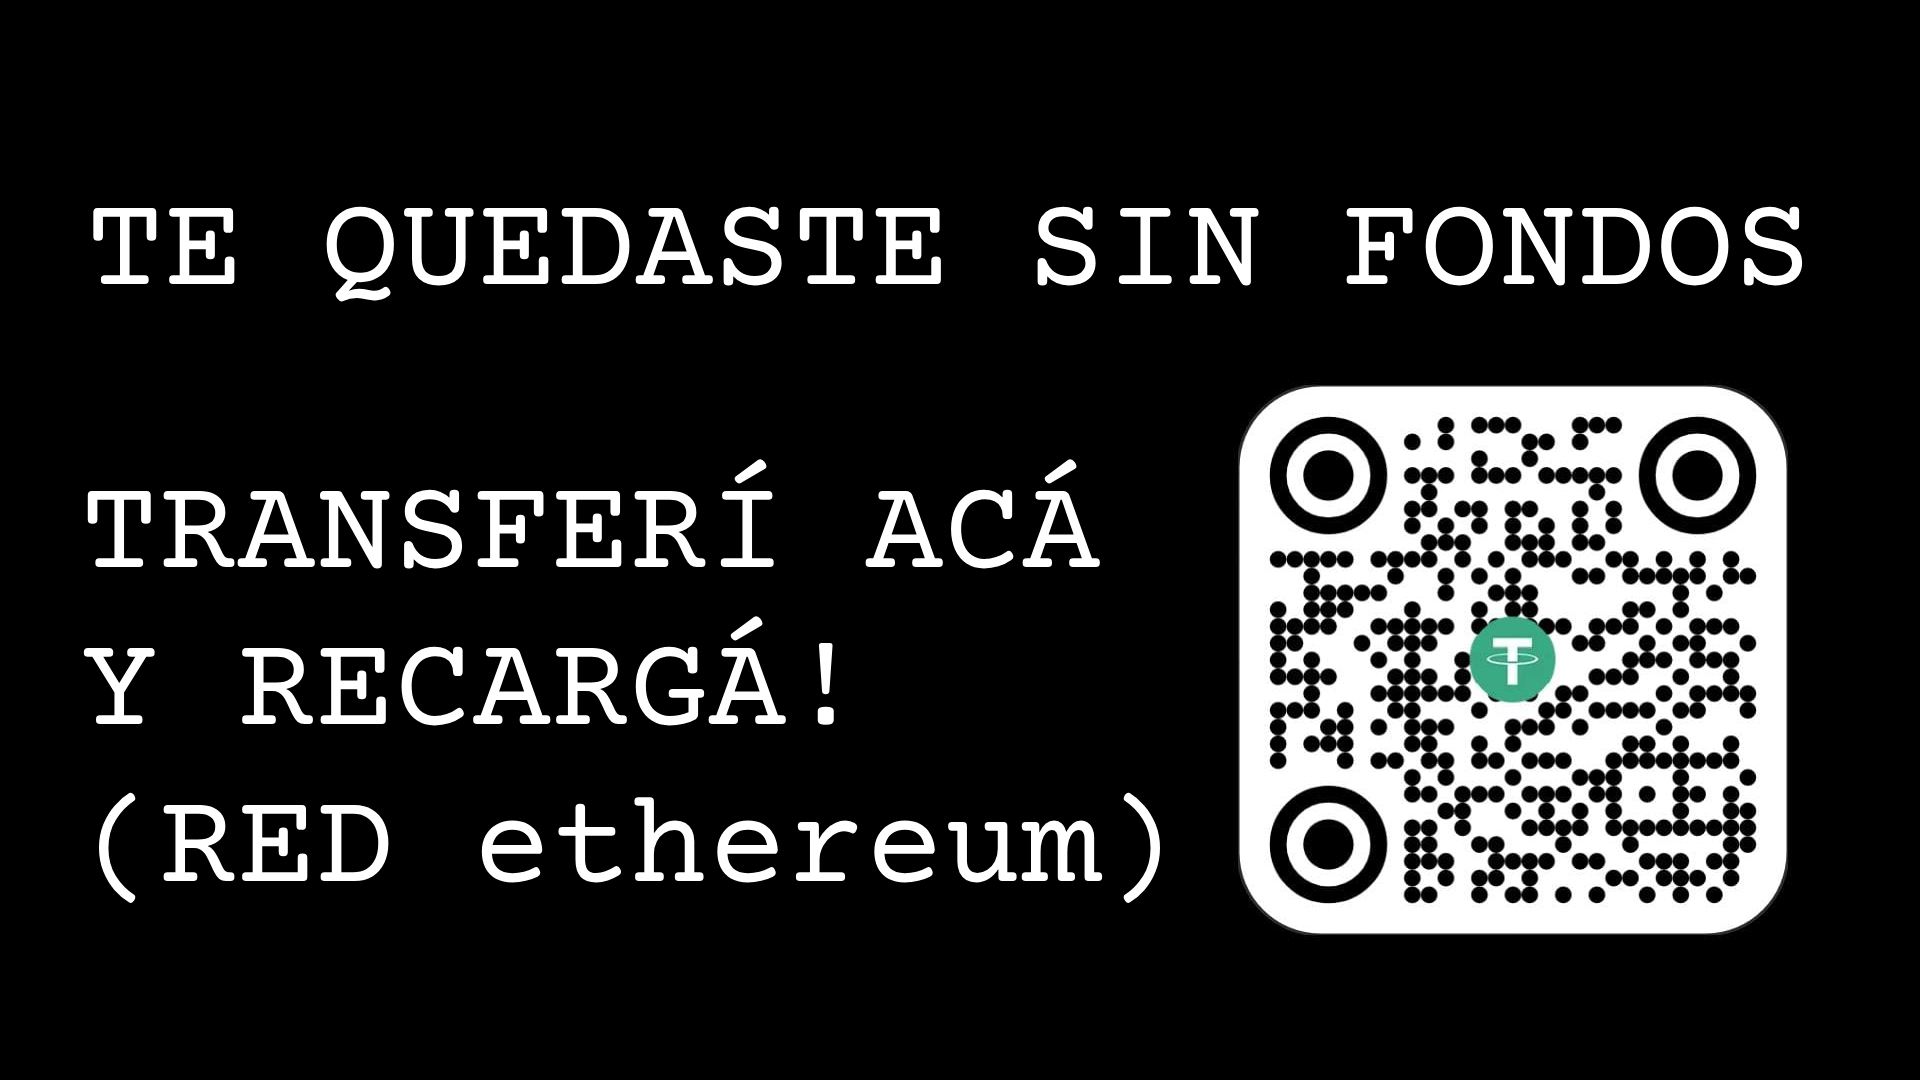 TE QUEDASTE SIN FONDOS
TRANSFERÍ ACÁ
Y RECARGÁ!
(RED ethereum)